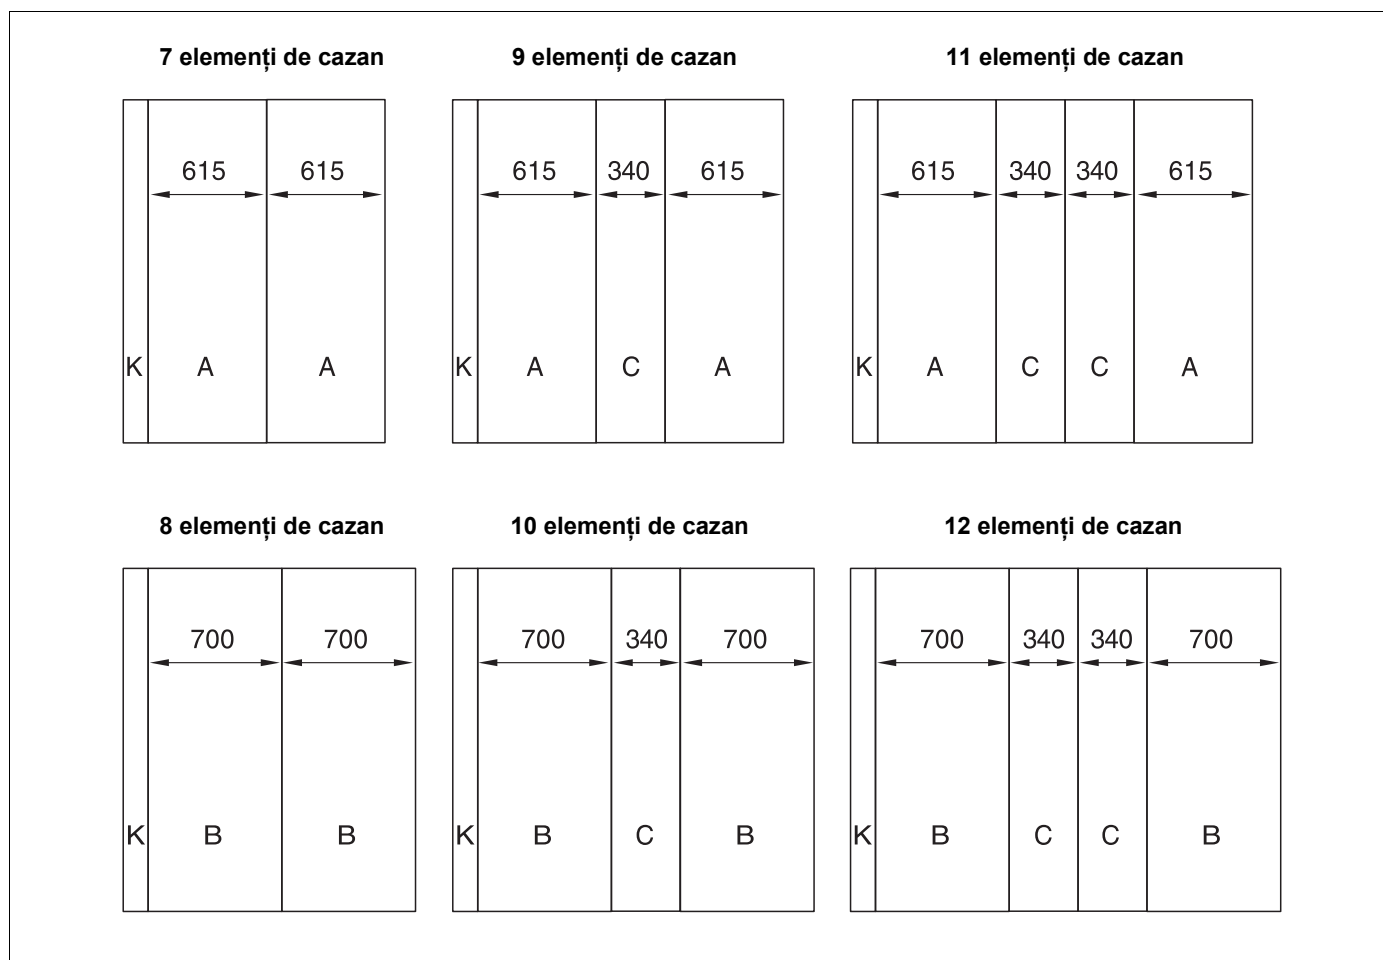 7 elemenți de cazan 9 elemenți de cazan 11 elemenți de cazan
615 615 615 340 615 615 340 340 615
K A A K A C A K A C C A
8 elemenți de cazan 10 elemenți de cazan 12 elemenți de cazan
700 700 700 340 700 700 340 340 700
K B B K B C B K B C C B